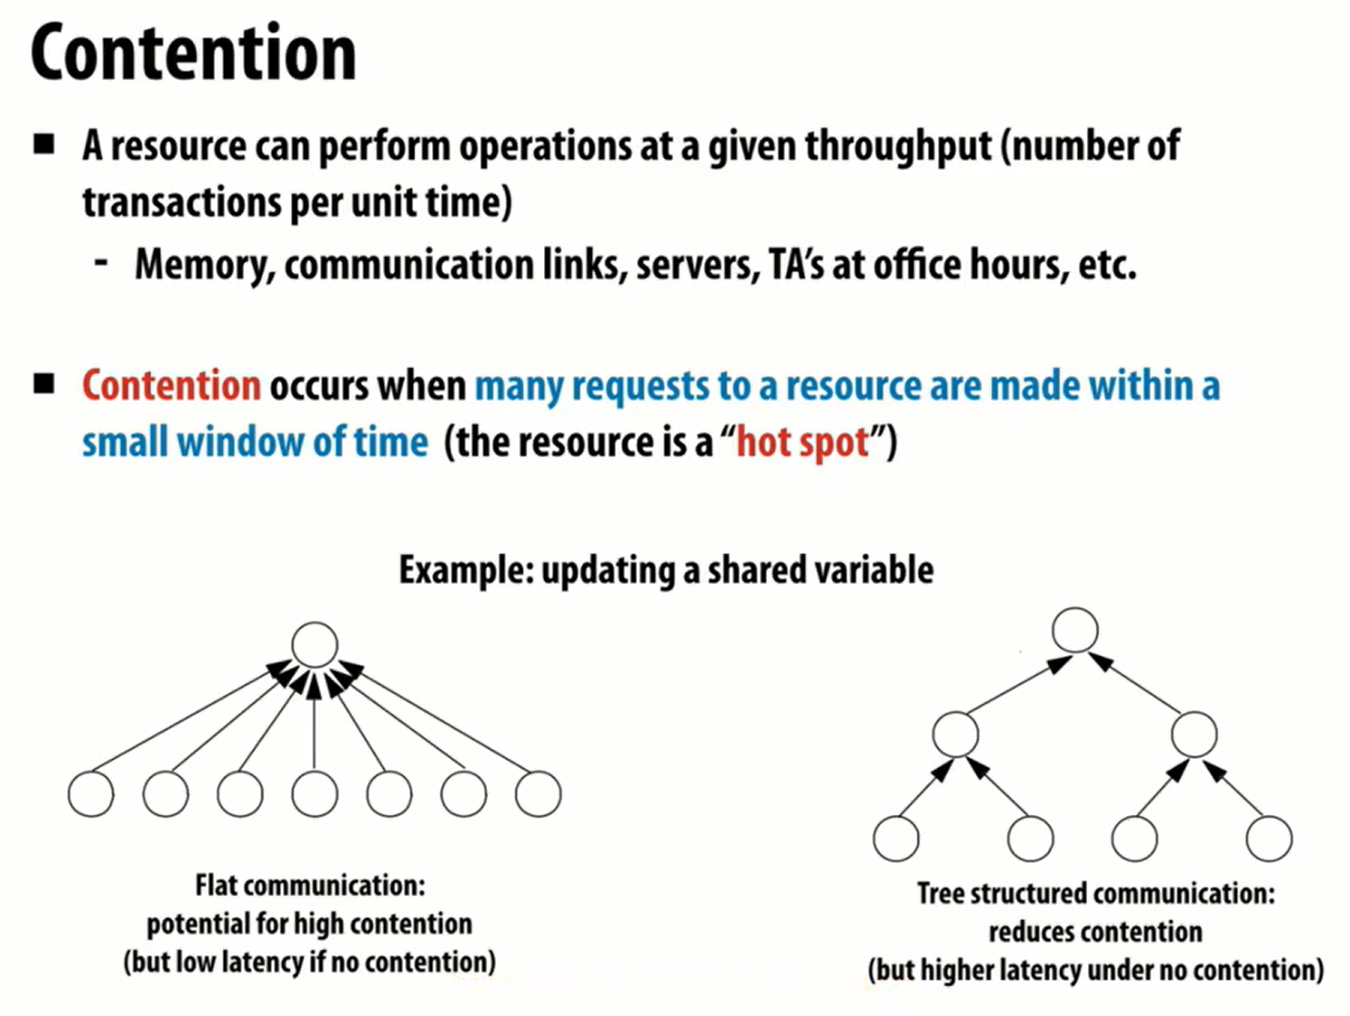 Contention
■ A resource can perform operations at a given throughput (number of
transactions per unit time)
- Memory, communication links, servers, TA’s at office hours, etc.
■ Contention occurs when many requests to a resource are made within a
small window of time (the resource is a “hot spot”)
Example: updating a shared variable
Flat communication:
potential for high contention
(but low latency if no contention)
Tree structured communication:
reduces contention
(but higher latency under no contention)